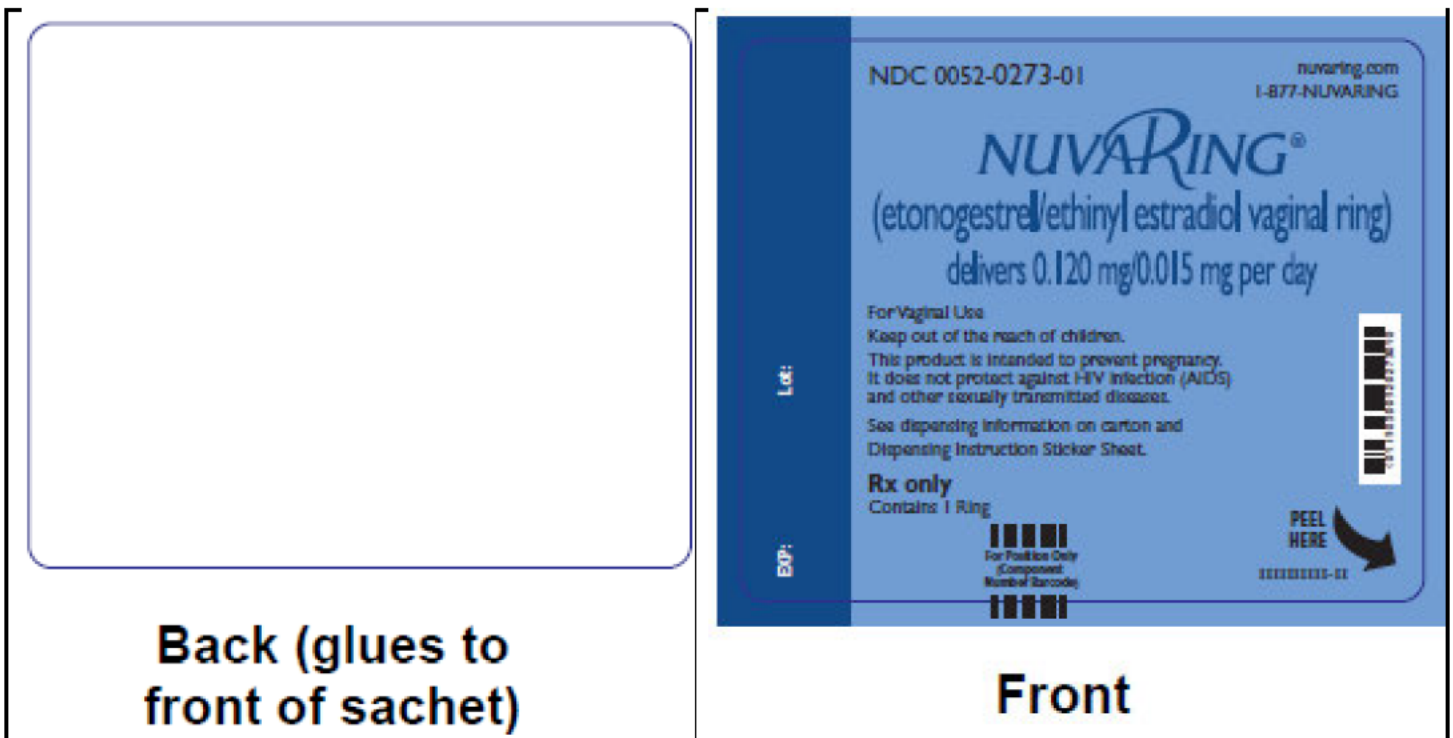 Back (glues to
front of sachet)
Lot:
EXP:
NDC 0052-0273-01
nuvaring.com
1-877-NUVARING
NUVARING®
(etonogestrel/ethinyl estradiol vaginal ring)
delivers 0.120 mg/0.015 mg per day
For Vaginal Use
Keep out of the reach of children.
This product is intended to prevent pregnancy.
It does not protect against HIV infection (AIDS)
and other sexually transmitted diseases.
See dispensing information on carton and
Dispensing Instruction Sticker Sheet.
Rx only
Contains 1 Ring
For Position Only
(Component
Number Barcode)
PEEL
HERE
Front